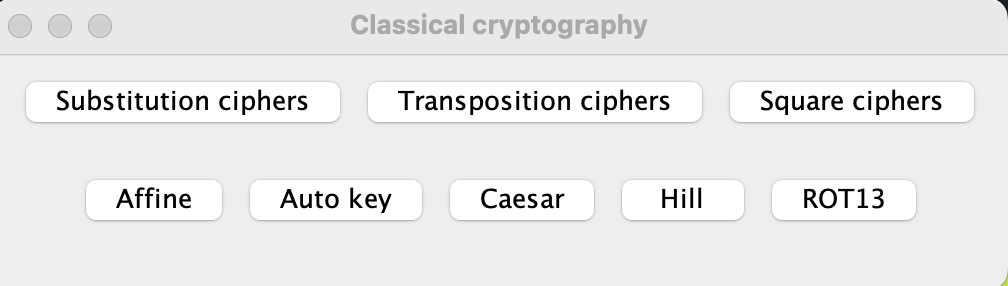 Classical cryptography
Substitution ciphers Transposition ciphers Square ciphers
Affine Auto key Caesar Hill ROT13